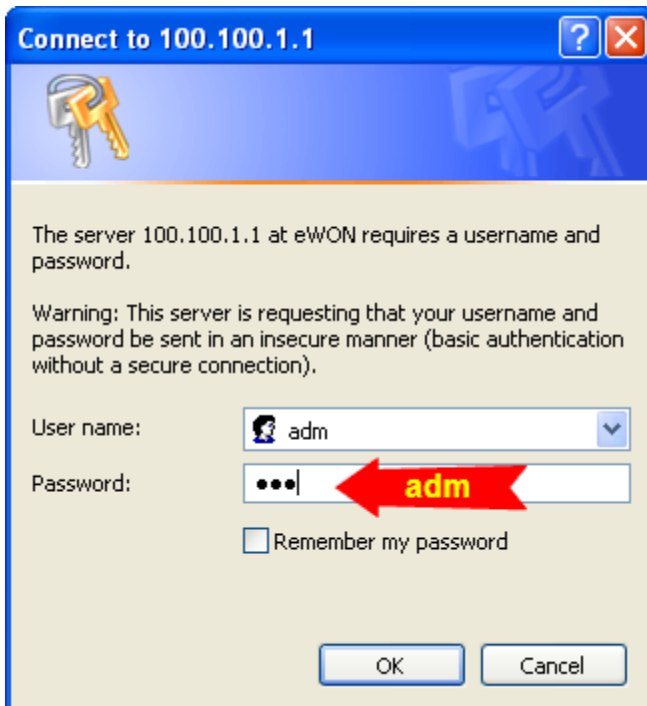 Connect to 100.100.1.1
The server 100.100.1.1 at eWON requires a username and
password.
Warning: This server is requesting that your username and
password be sent in an insecure manner (basic authentication
without a secure connection).
User name: adm
Password: ●●● adm
Remember my password
OK Cancel